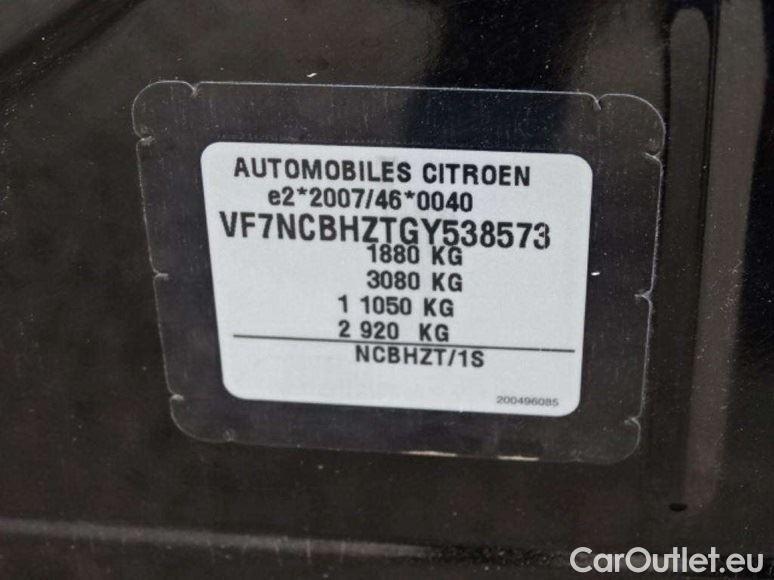 AUTOMOBILES CITROEN
e2*2007/46*0040
VF7NCBHZTGY538573
1880 KG
3080 KG
1 1050 KG
2 920 KG
NCBHZT/1S
200496085
CarOutlet.eu